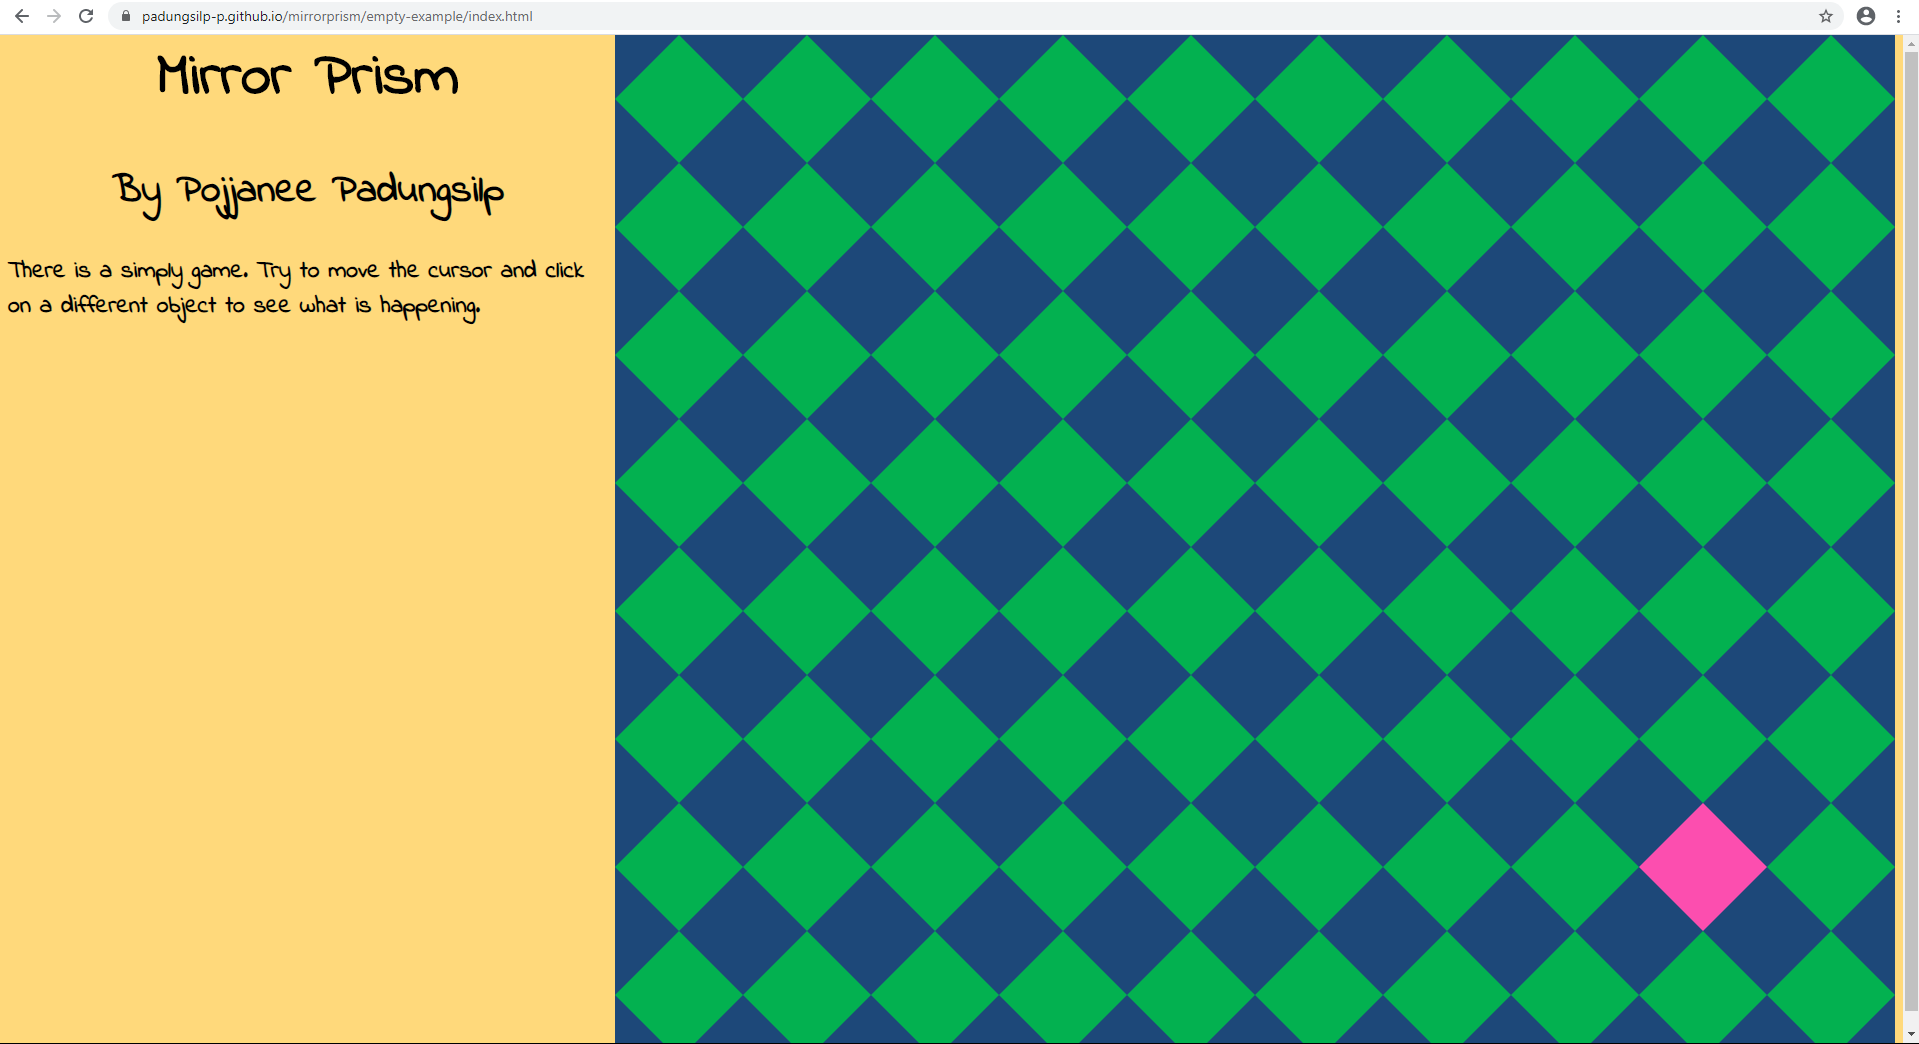 padungsilp-p.github.io/mirrorprism/empty-example/index.html
Mirror Prism
By Pojjanee Padungsilp
There is a simply game. Try to move the cursor and click
on a different object to see what is happening.